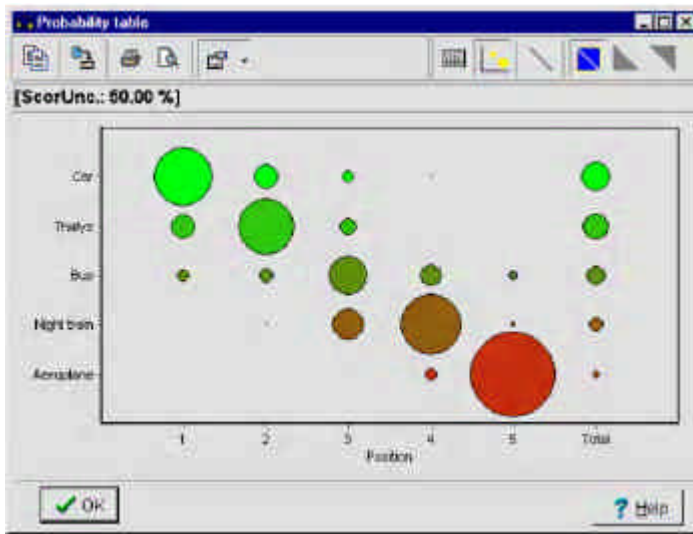 Probability table
[ScorUnc.: 50.00 %]
Car
Thalys
Bus
Night train
Aeroplane
1 2 3 4 5 Total
Position
OK
? Help